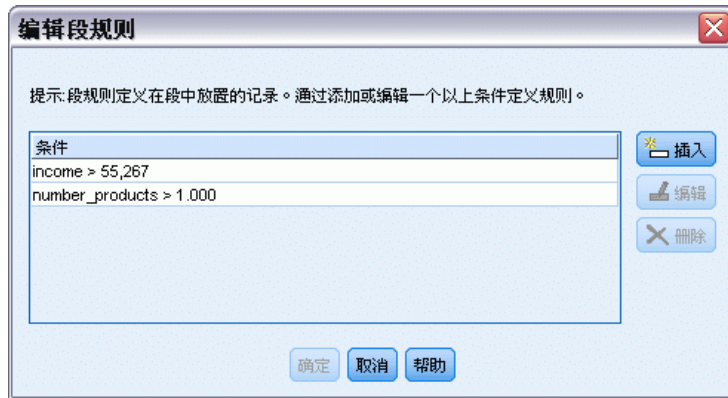 编辑段规则
提示:段规则定义在段中放置的记录。通过添加或编辑一个以上条件定义规则。
条件
income > 55,267
number_products > 1.000
插入
编辑
删除
确定
取消
帮助